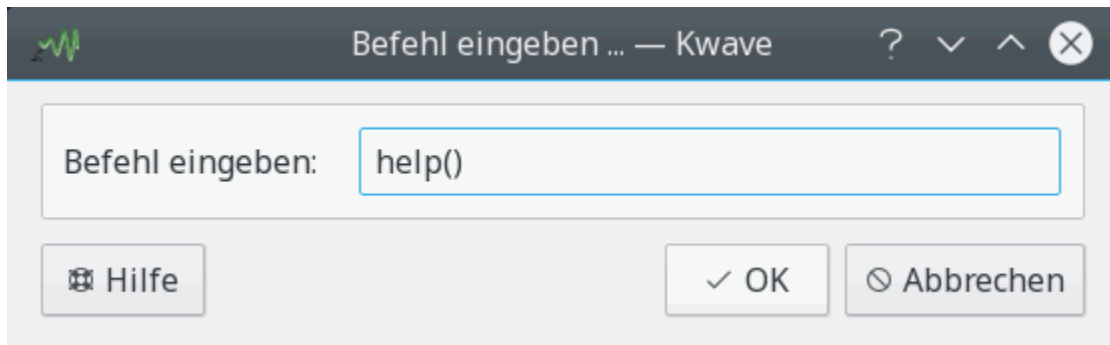 Befehl eingeben ... — Kwave
Befehl eingeben: help()
Hilfe OK Abbrechen